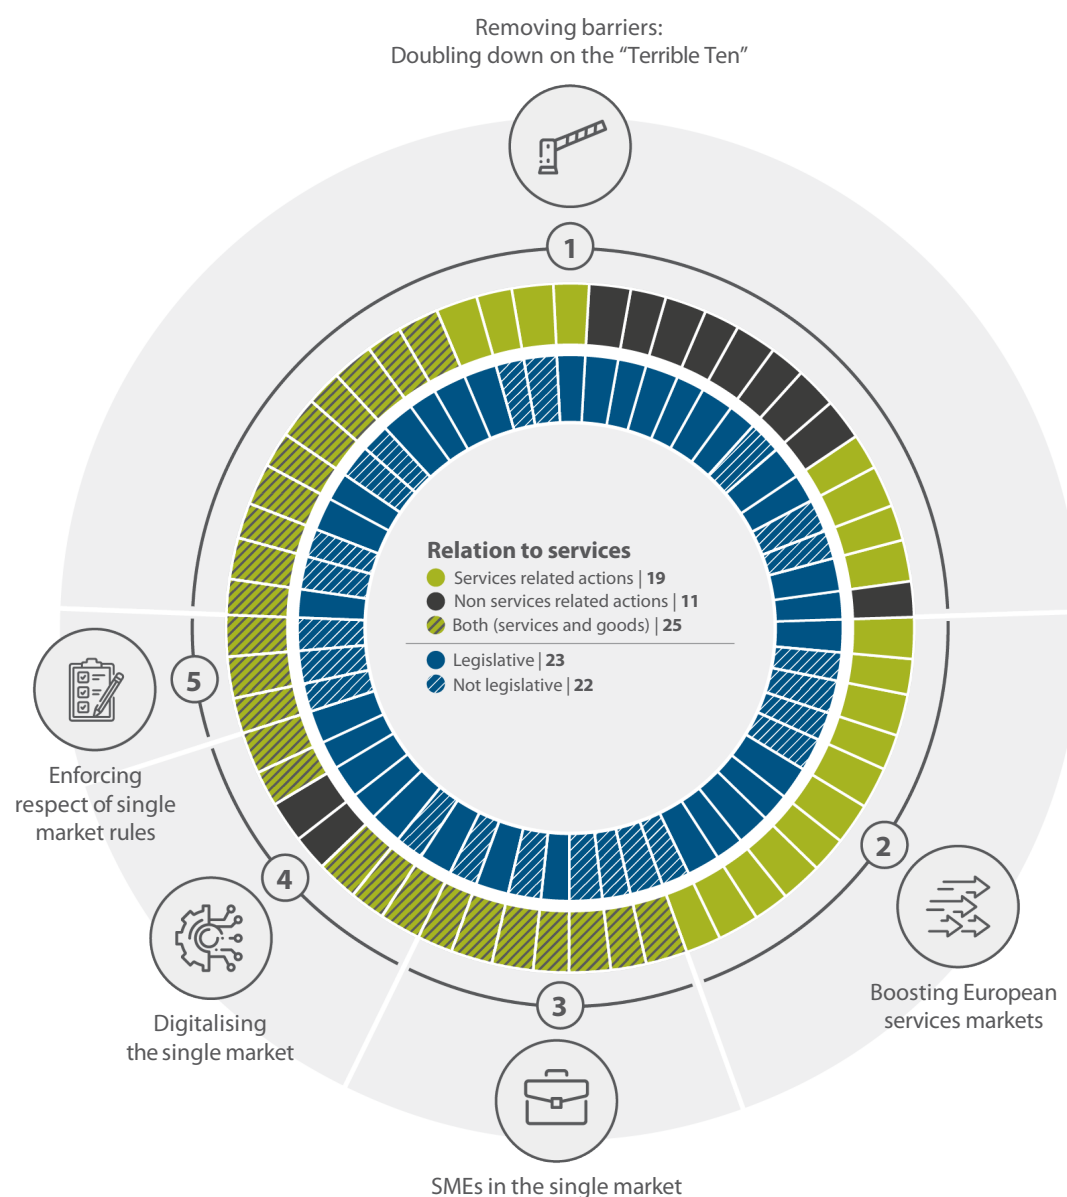 Removing barriers:
Doubling down on the “Terrible Ten”
1
Relation to services
Services related actions | 19
Non services related actions | 11
Both (services and goods) | 25
Legislative | 23
Not legislative | 22
5
Enforcing
respect of single
market rules
4
Digitalising
the single market
2
Boosting European
services markets
3
SMEs in the single market